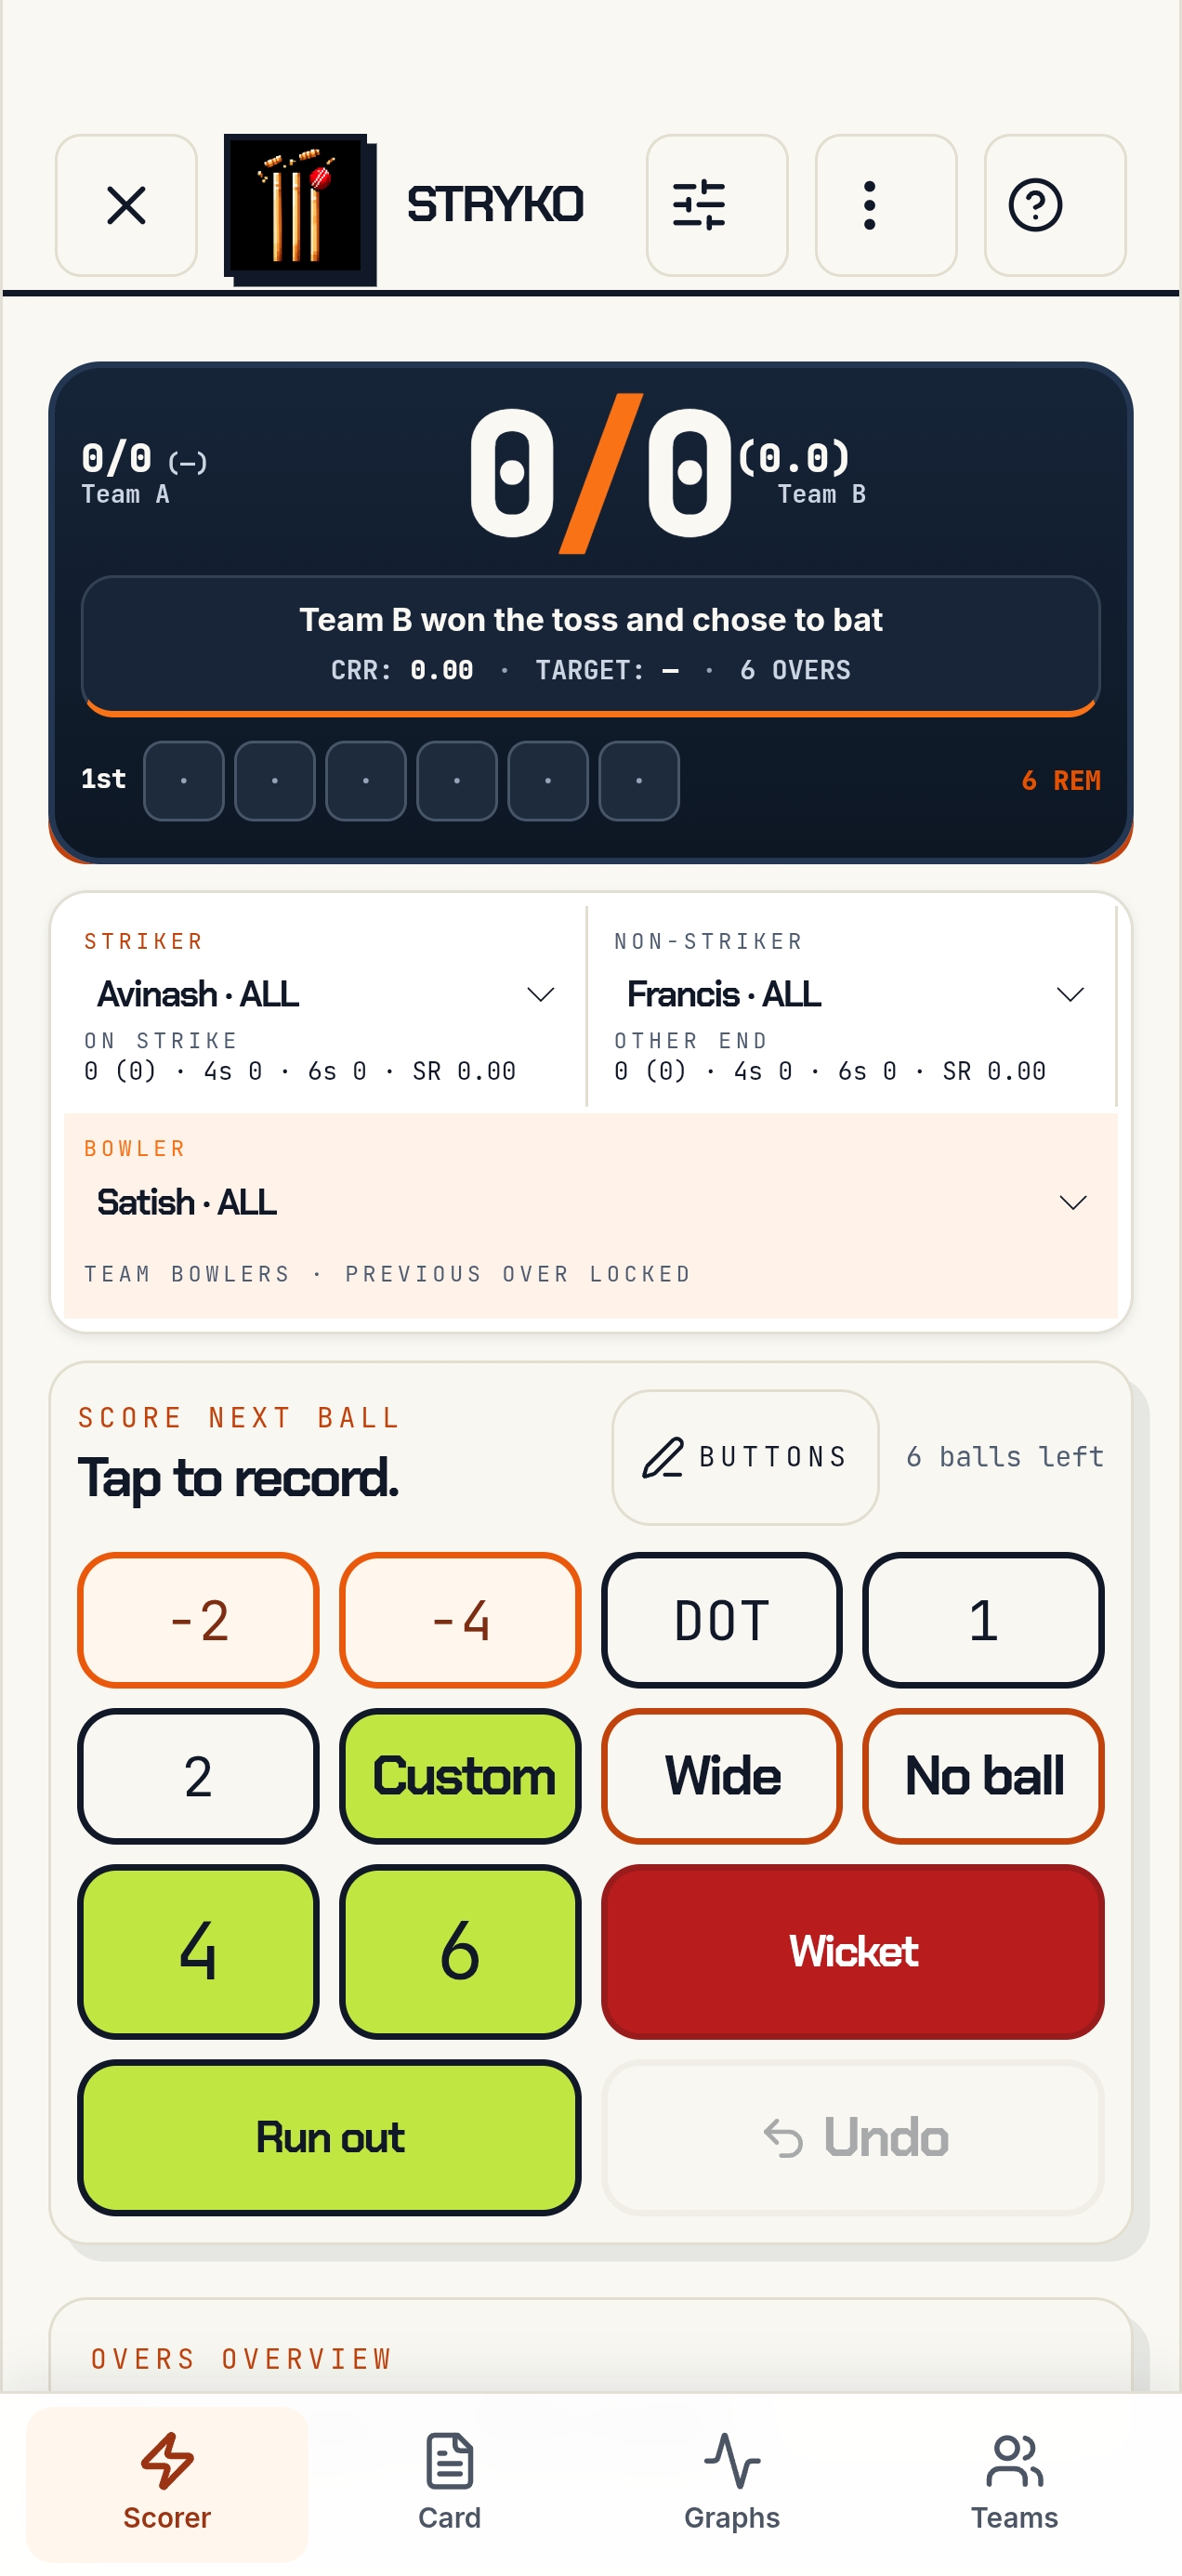 STRYKO
0/0 (–)
Team A
0/0 (0.0)
Team B
Team B won the toss and chose to bat
CRR: 0.00 · TARGET: – · 6 OVERS
1st · · · · · · 6 REM
STRIKER
Avinash · ALL
ON STRIKE
0 (0) · 4s 0 · 6s 0 · SR 0.00
NON-STRIKER
Francis · ALL
OTHER END
0 (0) · 4s 0 · 6s 0 · SR 0.00
BOWLER
Satish · ALL
TEAM BOWLERS · PREVIOUS OVER LOCKED
SCORE NEXT BALL
Tap to record.
BUTTONS
6 balls left
-2 -4 DOT 1
2 Custom Wide No ball
4 6 Wicket
Run out Undo
OVERS OVERVIEW
Scorer Card Graphs Teams